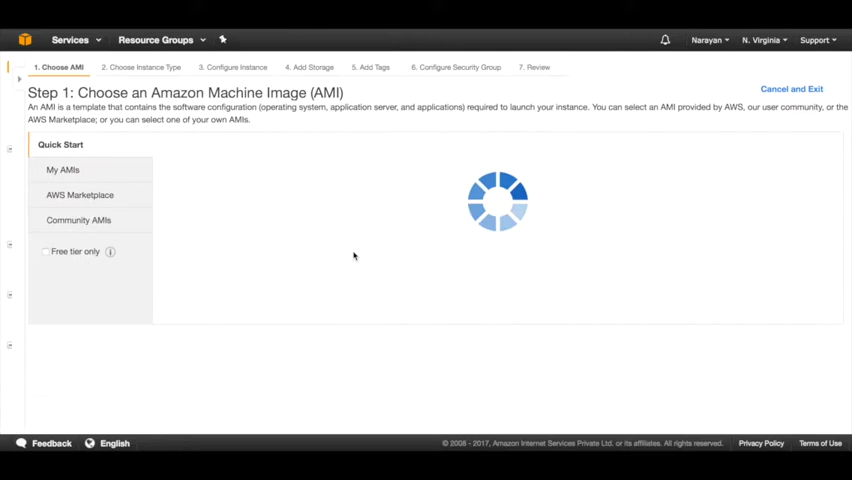 Services Resource Groups Narayan N. Virginia Support
1. Choose AMI 2. Choose Instance Type 3. Configure Instance 4. Add Storage 5. Add Tags 6. Configure Security Group 7. Review
Step 1: Choose an Amazon Machine Image (AMI)
Cancel and Exit
An AMI is a template that contains the software configuration (operating system, application server, and applications) required to launch your instance. You can select an AMI provided by AWS, our user community, or the
AWS Marketplace; or you can select one of your own AMIs.
Quick Start
My AMIs
AWS Marketplace
Community AMIs
Free tier only
Feedback English © 2008 - 2017, Amazon Internet Services Private Ltd. or its affiliates. All rights reserved. Privacy Policy Terms of Use